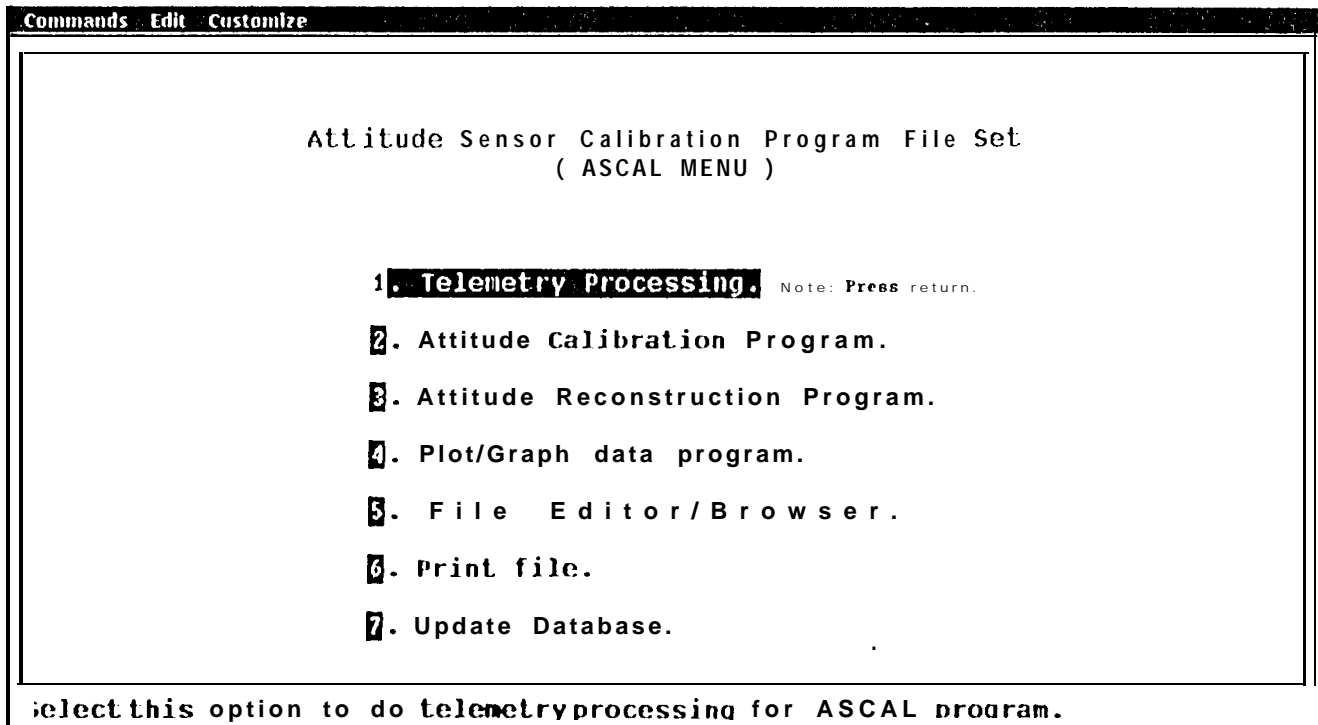 Commands Edit Customize
Attitude Sensor Calibration Program File Set
( ASCAL MENU )
1. Telemetry Processing. Note: Press return.
2. Attitude Calibration Program.
3. Attitude Reconstruction Program.
4. Plot/Graph data program.
5. File Editor/Browser.
6. Print file.
7. Update Database.
Select this option to do telemetry processing for ASCAL program.